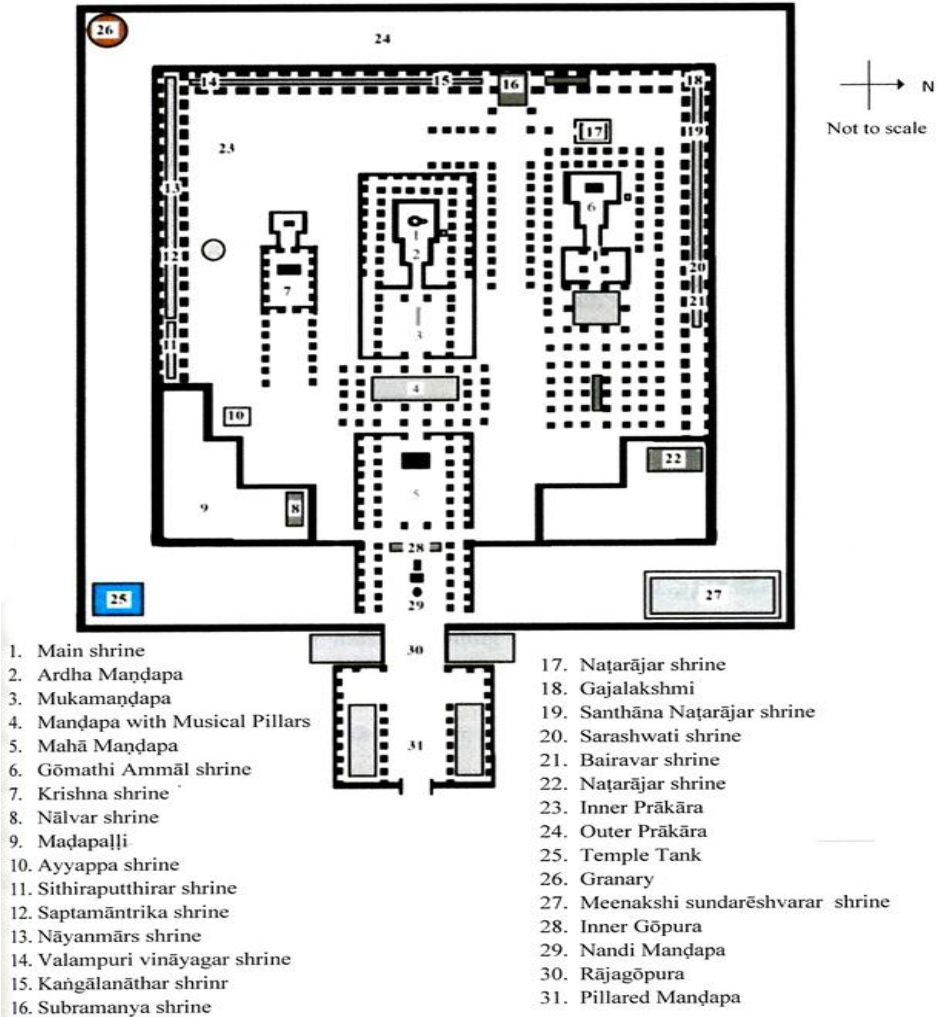 26
24
14
15
16
18
N
Not to scale
17
19
23
13
6
1
2
12
20
7
21
3
11
4
10
22
5
9
8
28
25
29
27
30
31
1. Main shrine
2. Ardha Maṇḍapa
3. Mukamaṇḍapa
4. Manḍapa with Musical Pillars
5. Mahā Maṇḍapa
6. Gōmathi Ammāl shrine
7. Krishna shrine
8. Nālvar shrine
9. Maḍapaḷḷi
10. Ayyappa shrine
11. Sithiraputthirar shrine
12. Saptamāntrika shrine
13. Nāyanmārs shrine
14. Valampuri vināyagar shrine
15. Kaṅgālanāthar shrinr
16. Subramanya shrine
17. Naṭarājar shrine
18. Gajalakshmi
19. Santhāna Naṭarājar shrine
20. Sarashwati shrine
21. Bairavar shrine
22. Naṭarājar shrine
23. Inner Prākāra
24. Outer Prākāra
25. Temple Tank
26. Granary
27. Meenakshi sundarēshvarar shrine
28. Inner Gōpura
29. Nandi Manḍapa
30. Rājagōpura
31. Pillared Manḍapa